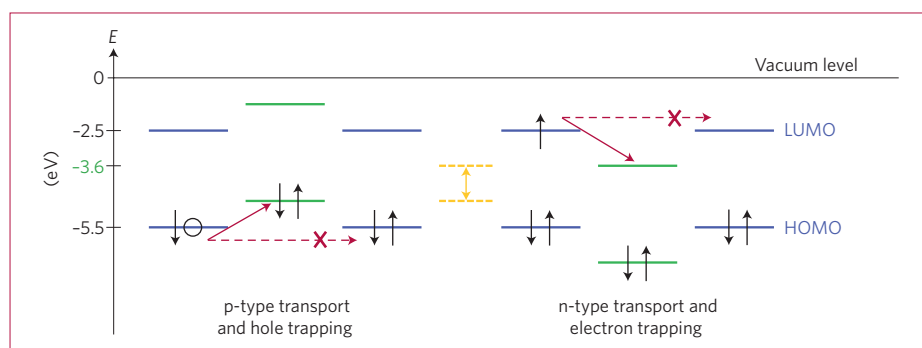 E
Vacuum level
0
–2.5
LUMO
–3.6
(eV)
–5.5
HOMO
p-type transport
and hole trapping
n-type transport and
electron trapping